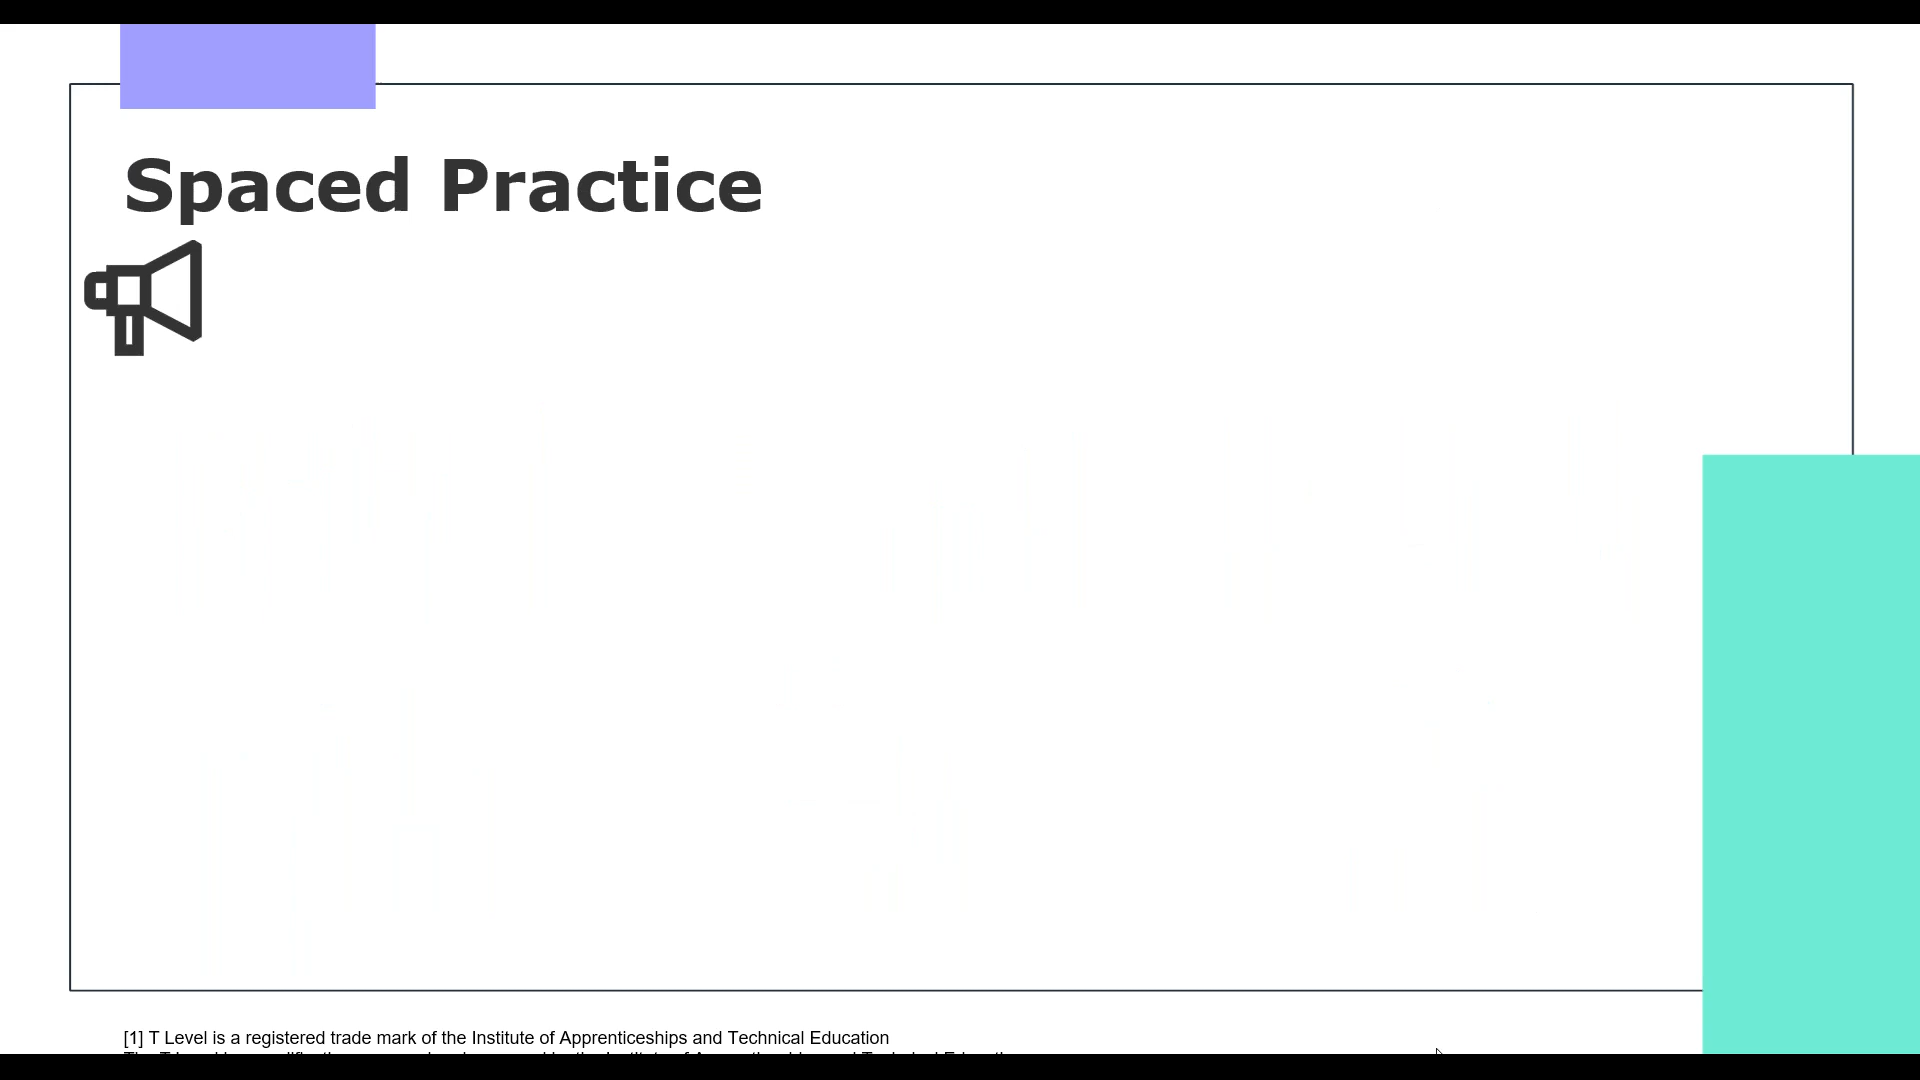 Spaced Practice
[1] T Level is a registered trade mark of the Institute of Apprenticeships and Technical Education